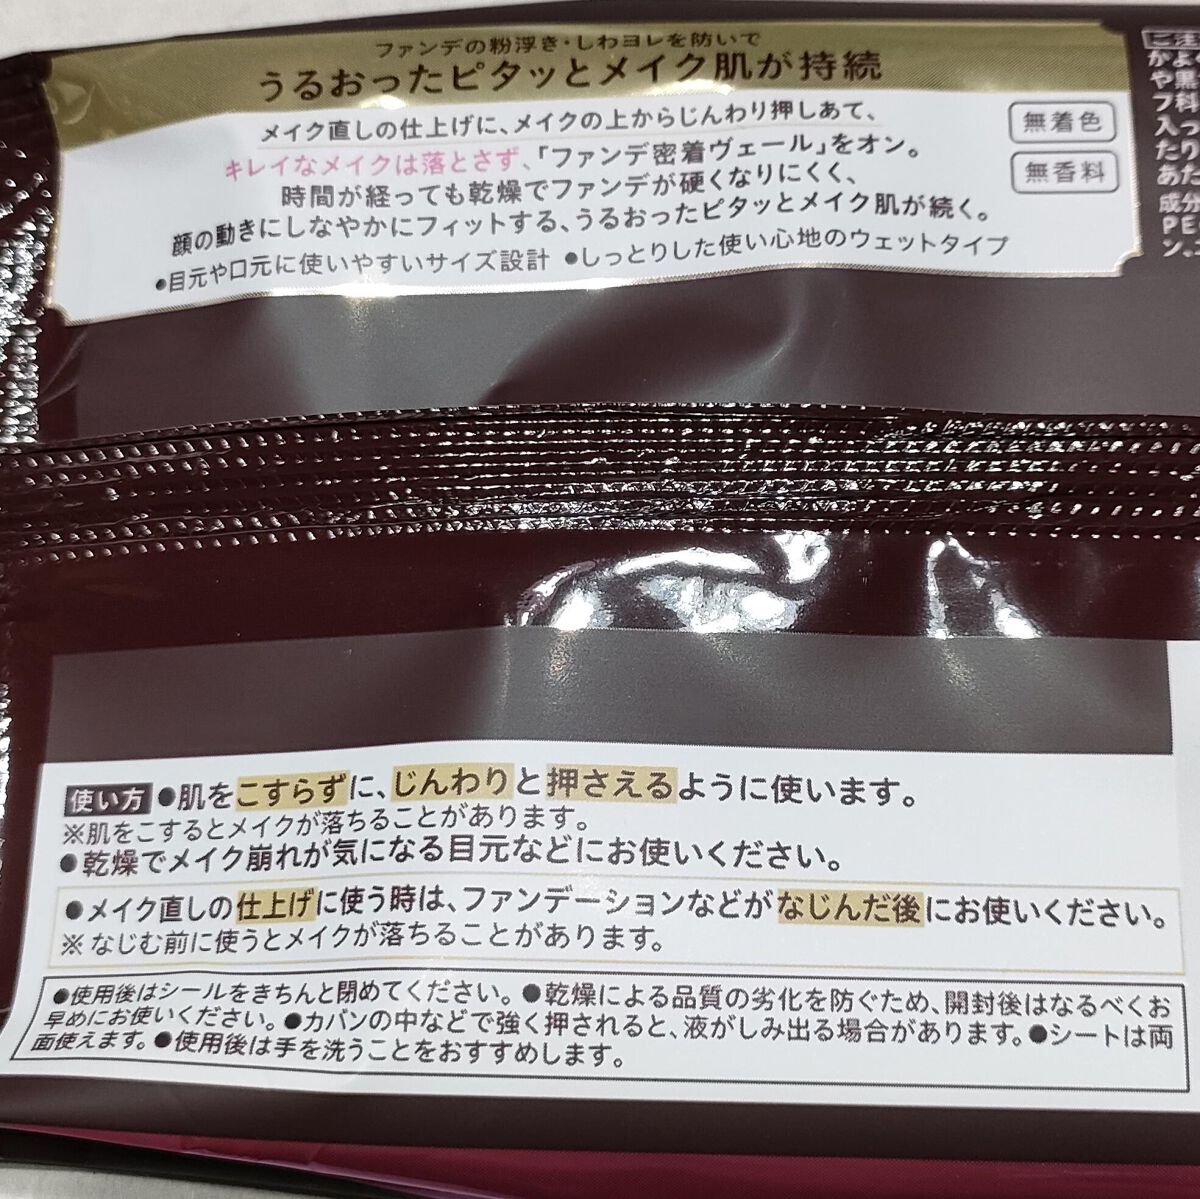 ファンデの粉浮き・しわヨレを防いで
うるおったピタッとメイク肌が持続
メイク直しの仕上げに、メイクの上からじんわり押しあて、
キレイなメイクは落とさず、「ファンデ密着ヴェール」をオン。
時間が経っても乾燥でファンデが硬くなりにくく、
顔の動きにしなやかにフィットする、うるおったピタッとメイク肌が続く。
●目元や口元に使いやすいサイズ設計 ●しっとりした使い心地のウェットタイプ
無着色
無香料
ご注
かよ
や黒
フ科
入っ
たり
あた
成分
PE
ン、
使い方 ●肌をこすらずに、じんわりと押さえるように使います。
※肌をこするとメイクが落ちることがあります。
●乾燥でメイク崩れが気になる目元などにお使いください。
●メイク直しの仕上げに使う時は、ファンデーションなどがなじんだ後にお使いください。
※なじむ前に使うとメイクが落ちることがあります。
●使用後はシールをきちんと閉めてください。●乾燥による品質の劣化を防ぐため、開封後はなるべくお
早めにお使いください。●カバンの中などで強く押されると、液がしみ出る場合があります。●シートは両
面使えます。●使用後は手を洗うことをおすすめします。